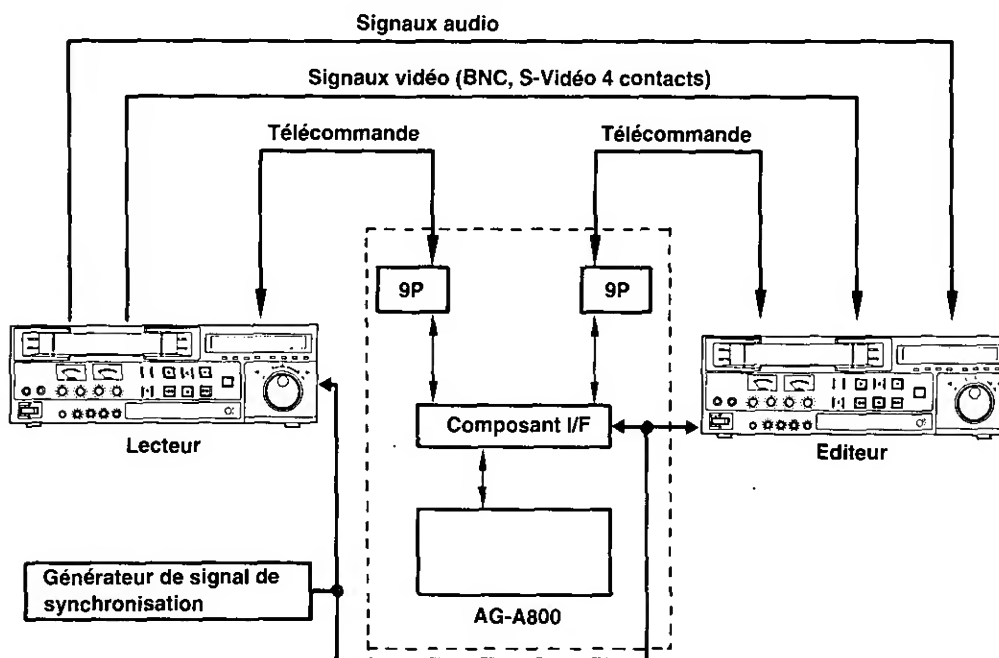 Signaux audio
Signaux vidéo (BNC, S-Vidéo 4 contacts)
Télécommande
Télécommande
9P
9P
Composant I/F
Lecteur
Editeur
Générateur de signal de
synchronisation
AG-A800